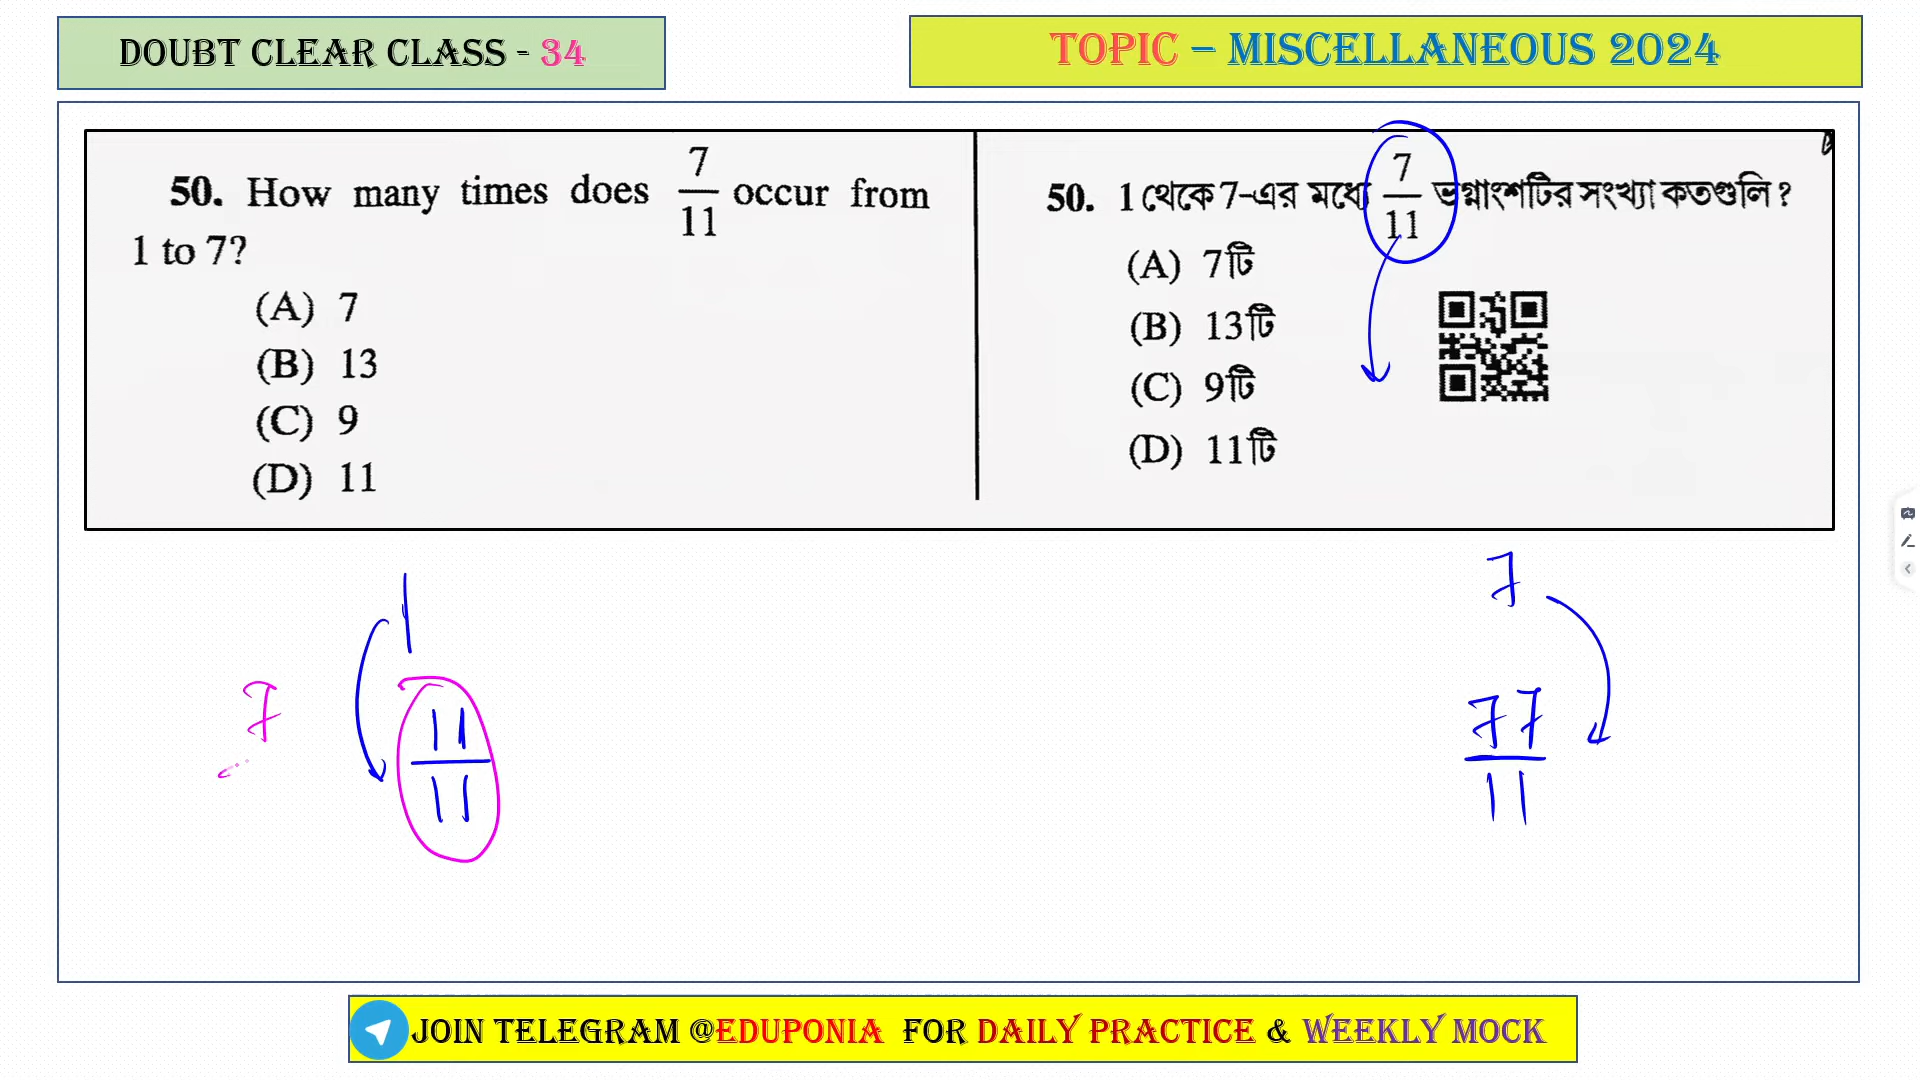 DOUBT CLEAR CLASS - 34
TOPIC – MISCELLANEOUS 2024
50. How many times does 7/11 occur from
1 to 7?
(A) 7
(B) 13
(C) 9
(D) 11
50. 1 থেকে 7-এর মধ্যে 7/11 ভগ্নাংশটির সংখ্যা কতগুলি ?
(A) 7টি
(B) 13টি
(C) 9টি
(D) 11টি
1
7
7
11/11
77/11
JOIN TELEGRAM @EDUPONIA FOR DAILY PRACTICE & WEEKLY MOCK